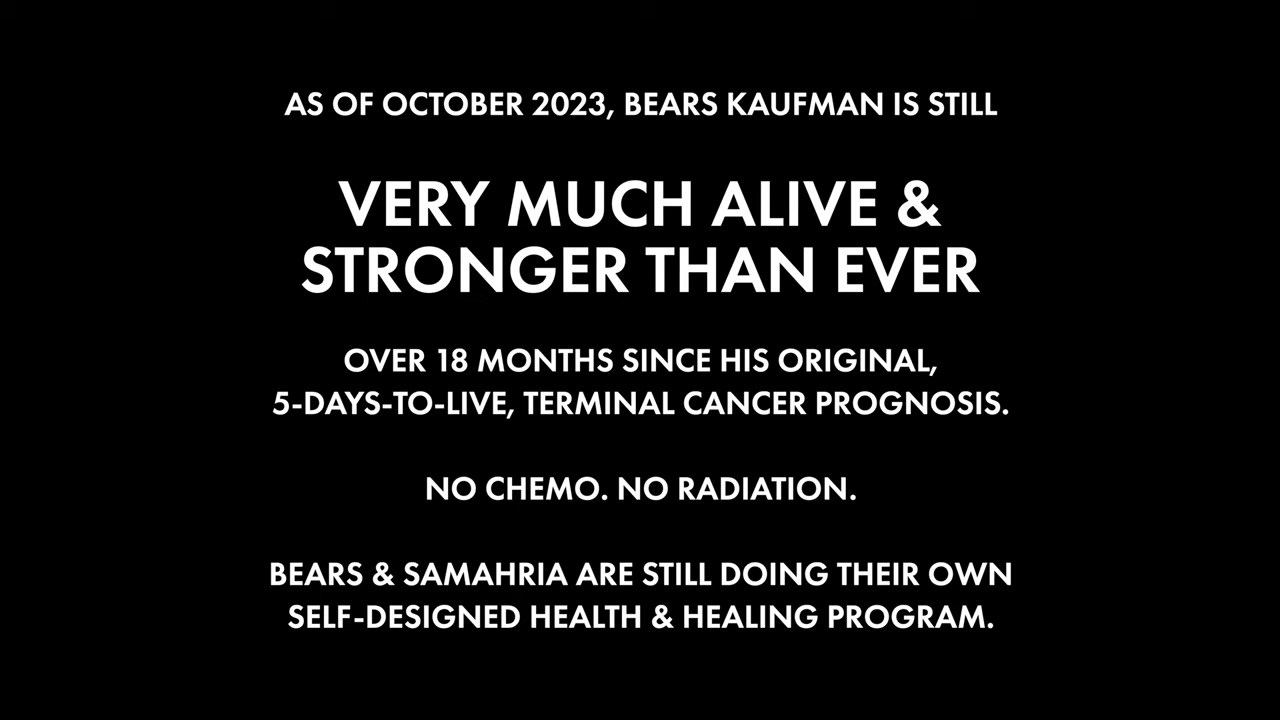 AS OF OCTOBER 2023, BEARS KAUFMAN IS STILL
VERY MUCH ALIVE &
STRONGER THAN EVER
OVER 18 MONTHS SINCE HIS ORIGINAL,
5-DAYS-TO-LIVE, TERMINAL CANCER PROGNOSIS.
NO CHEMO. NO RADIATION.
BEARS & SAMAHRIA ARE STILL DOING THEIR OWN
SELF-DESIGNED HEALTH & HEALING PROGRAM.